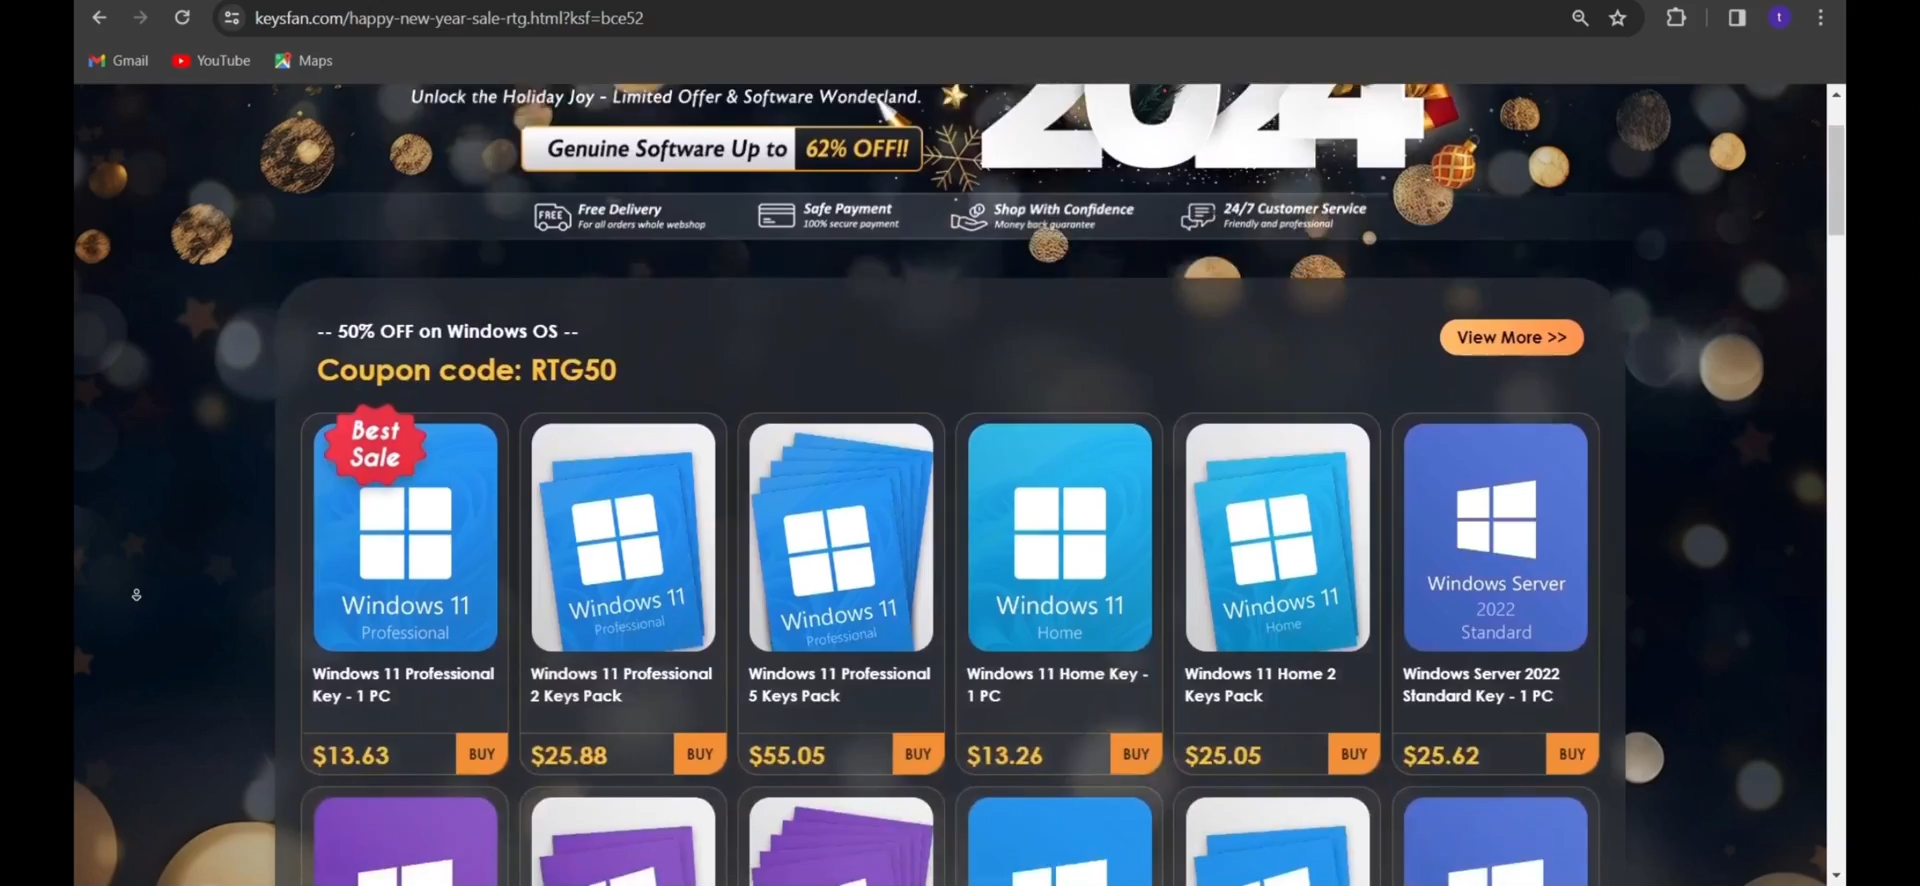 keysfan.com/happy-new-year-sale-rtg.html?ksf=bce52
t
Gmail
YouTube
Maps
Unlock the Holiday Joy - Limited Offer & Software Wonderland.
2024
Genuine Software Up to 62% OFF!!
FREE
Free Delivery
For all orders whole webshop
Safe Payment
100% secure payment
Shop With Confidence
Money back guarantee
24/7 Customer Service
Friendly and professional
-- 50% OFF on Windows OS --
Coupon code: RTG50
View More >>
Best
Sale
Windows 11
Professional
Windows 11 Professional
Key - 1 PC
$13.63
BUY
Windows 11
Professional
Windows 11 Professional
2 Keys Pack
$25.88
BUY
Windows 11
Professional
Windows 11 Professional
5 Keys Pack
$55.05
BUY
Windows 11
Home
Windows 11 Home Key -
1 PC
$13.26
BUY
Windows 11
Home
Windows 11 Home 2
Keys Pack
$25.05
BUY
Windows Server
2022
Standard
Windows Server 2022
Standard Key - 1 PC
$25.62
BUY